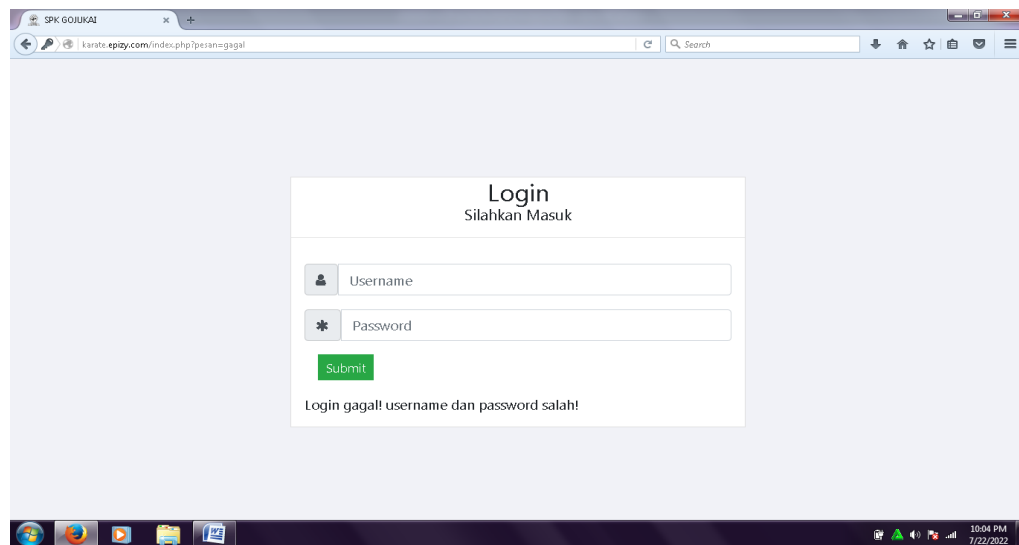 SPK GOJUKAI
karate.epizy.com/index.php?pesan=gagal
Search
Login
Silahkan Masuk
Username
Password
Submit
Login gagal! username dan password salah!
10:04 PM
7/22/2022